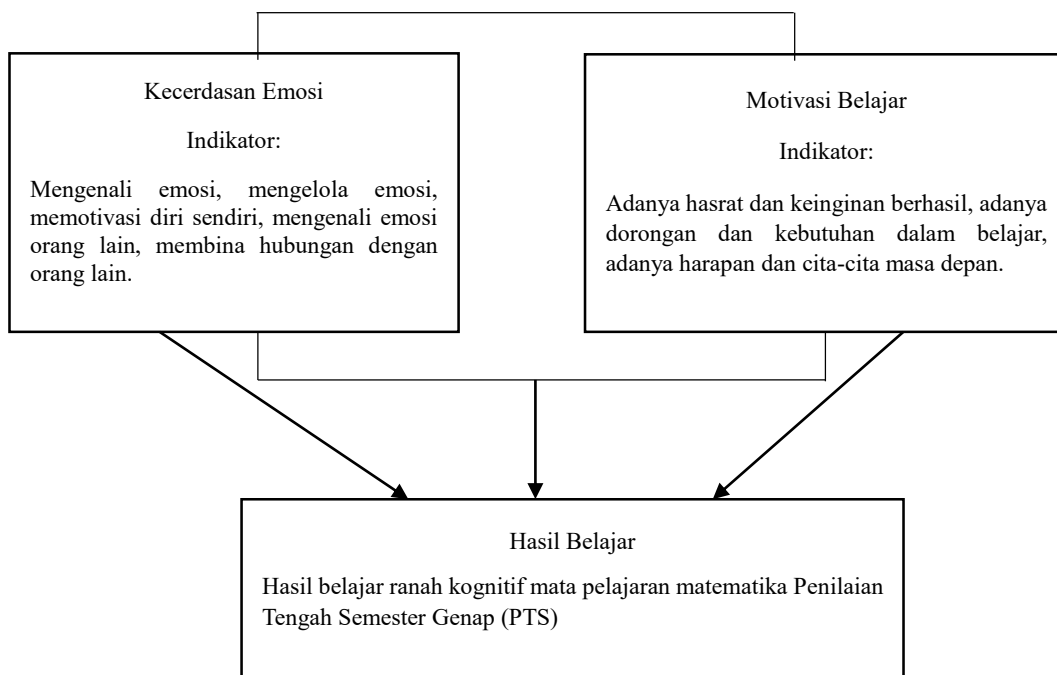 Kecerdasan Emosi
Indikator:
Mengenali emosi, mengelola emosi,
memotivasi diri sendiri, mengenali emosi
orang lain, membina hubungan dengan
orang lain.
Motivasi Belajar
Indikator:
Adanya hasrat dan keinginan berhasil, adanya
dorongan dan kebutuhan dalam belajar,
adanya harapan dan cita-cita masa depan.
Hasil Belajar
Hasil belajar ranah kognitif mata pelajaran matematika Penilaian
Tengah Semester Genap (PTS)